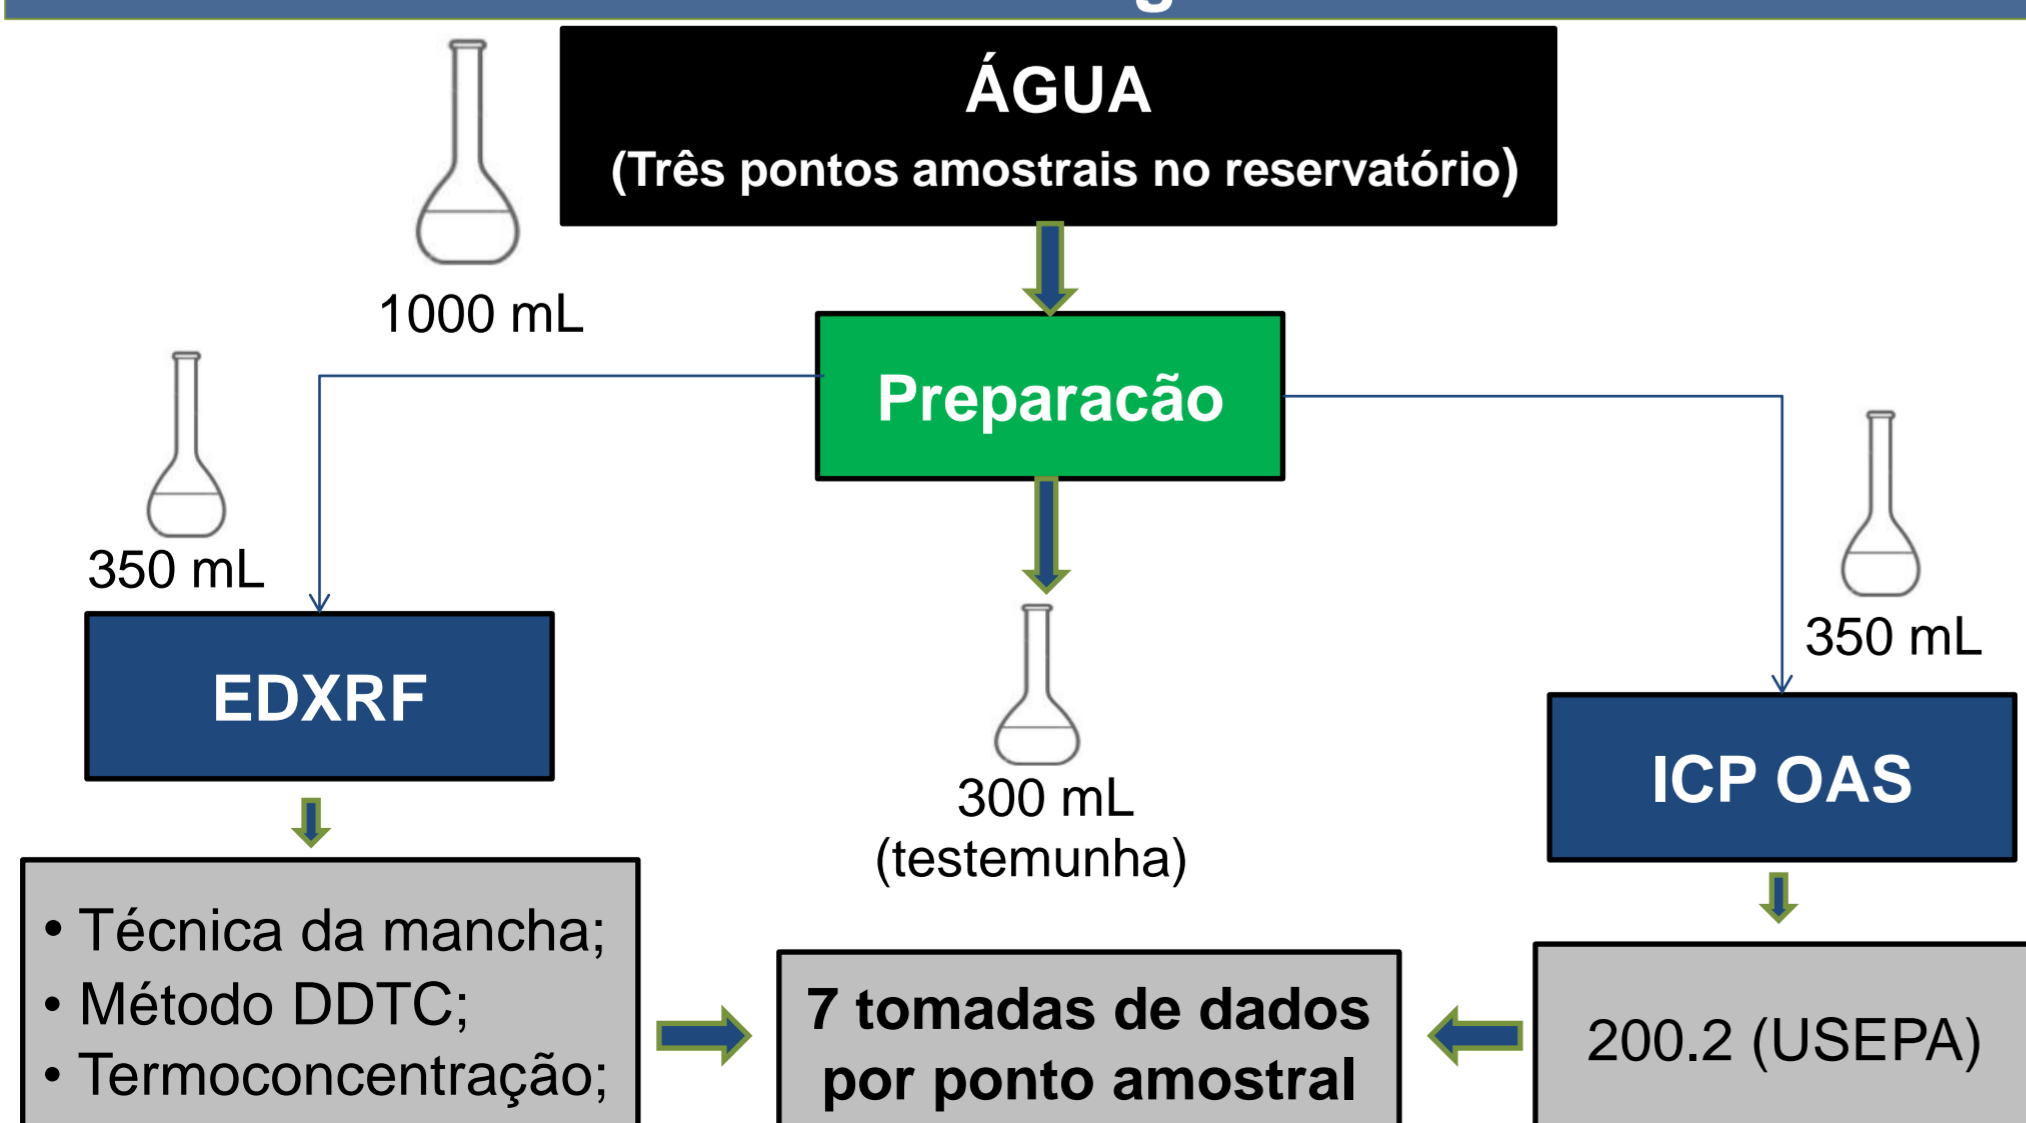 ÁGUA
(Três pontos amostrais no reservatório)
1000 mL
Preparacão
350 mL
350 mL
EDXRF
300 mL
(testemunha)
ICP OAS
• Técnica da mancha;
• Método DDTC;
• Termoconcentração;
7 tomadas de dados
por ponto amostral
200.2 (USEPA)